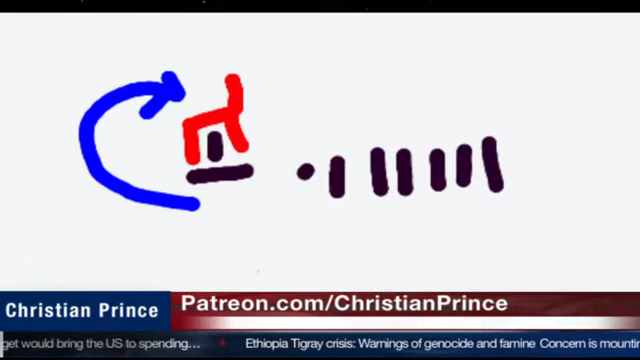 Christian Prince
Patreon.com/ChristianPrince
get would bring the US to spending...
Ethiopia Tigray crisis: Warnings of genocide and famine Concern is mountin